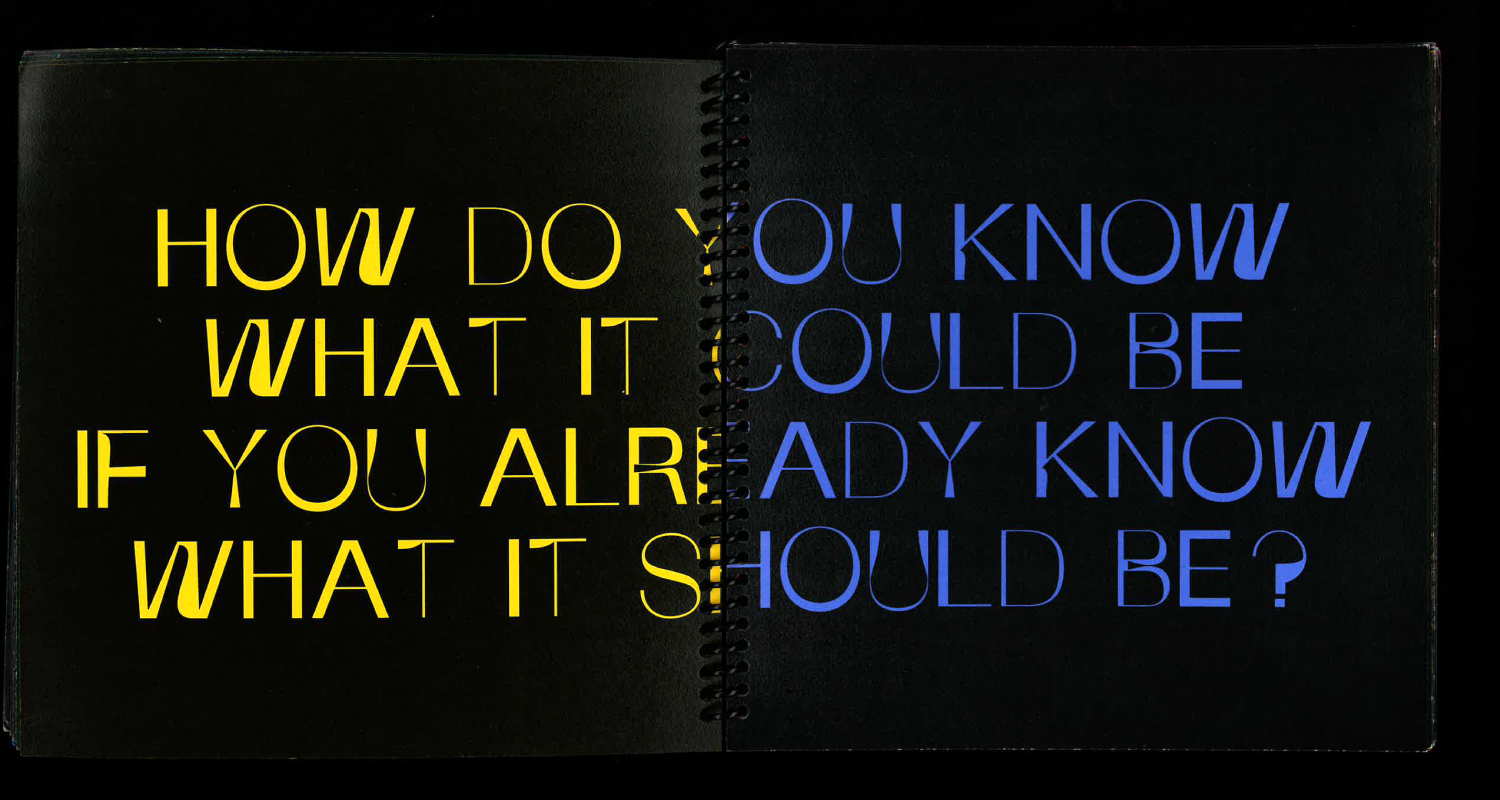 HOW DO YOU KNOW
WHAT IT COULD BE
IF YOU ALREADY KNOW
WHAT IT SHOULD BE?